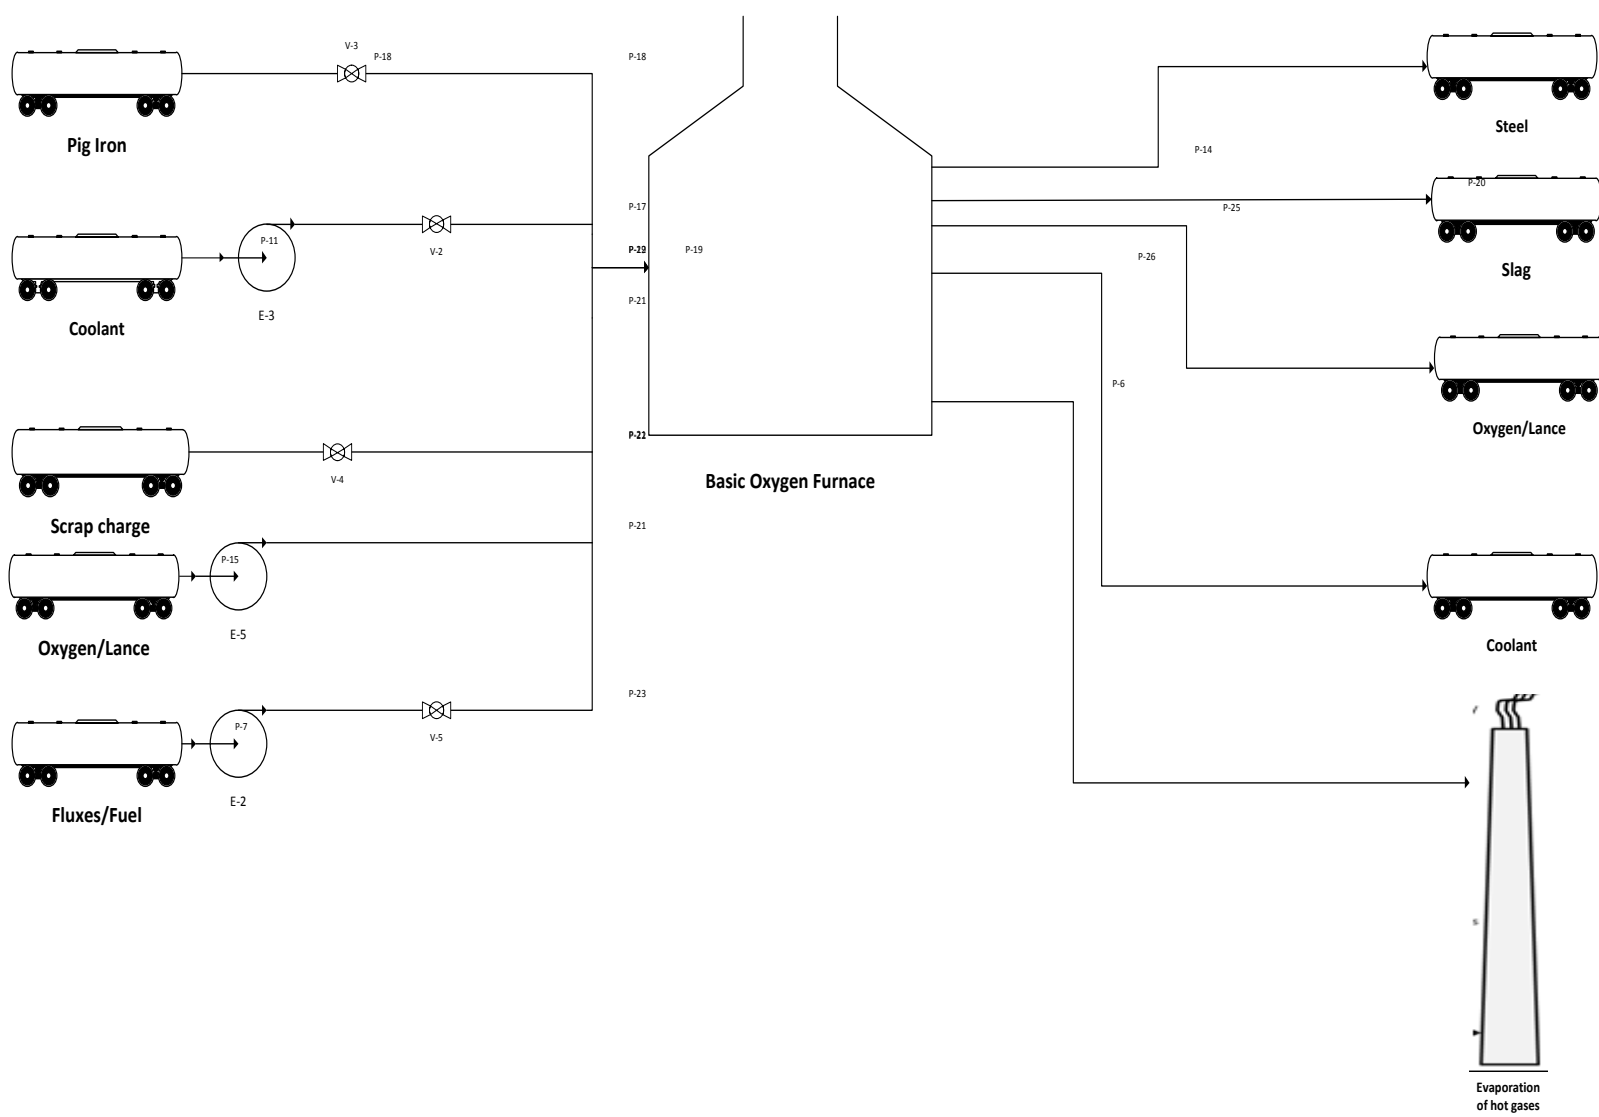 V-3
P-18
P-18
Pig Iron
Steel
P-14
P-20
P-17
P-25
P-11
V-2
P-19
P-26
Slag
P-21
E-3
Coolant
P-6
Oxygen/Lance
Basic Oxygen Furnace
V-4
Scrap charge
P-21
P-15
E-5
Oxygen/Lance
Coolant
P-23
P-7
V-5
E-2
Fluxes/Fuel
s
Evaporation
of hot gases